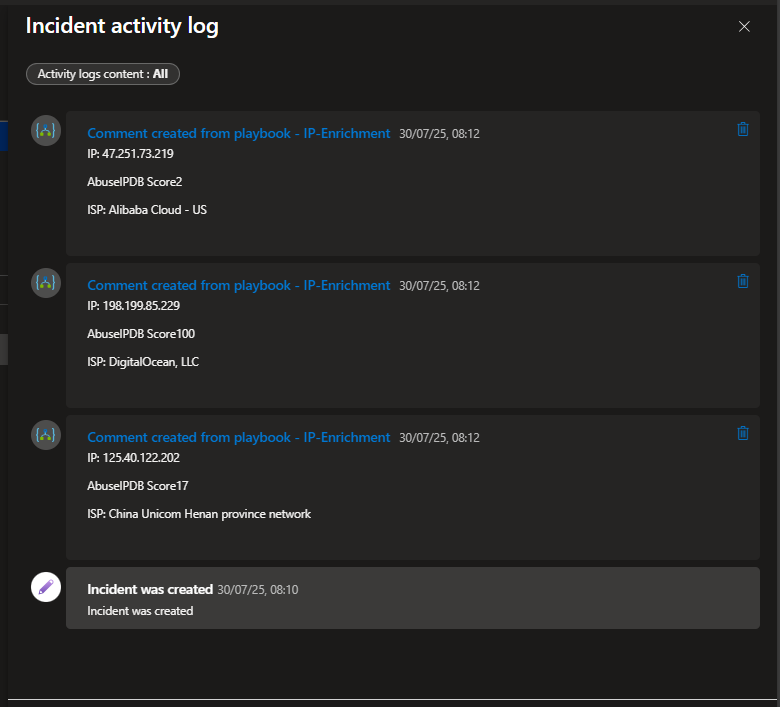 Incident activity log
Activity logs content : All
Comment created from playbook - IP-Enrichment 30/07/25, 08:12
IP: 47.251.73.219
AbuseIPDB Score2
ISP: Alibaba Cloud - US
Comment created from playbook - IP-Enrichment 30/07/25, 08:12
IP: 198.199.85.229
AbuseIPDB Score100
ISP: DigitalOcean, LLC
Comment created from playbook - IP-Enrichment 30/07/25, 08:12
IP: 125.40.122.202
AbuseIPDB Score17
ISP: China Unicom Henan province network
Incident was created 30/07/25, 08:10
Incident was created